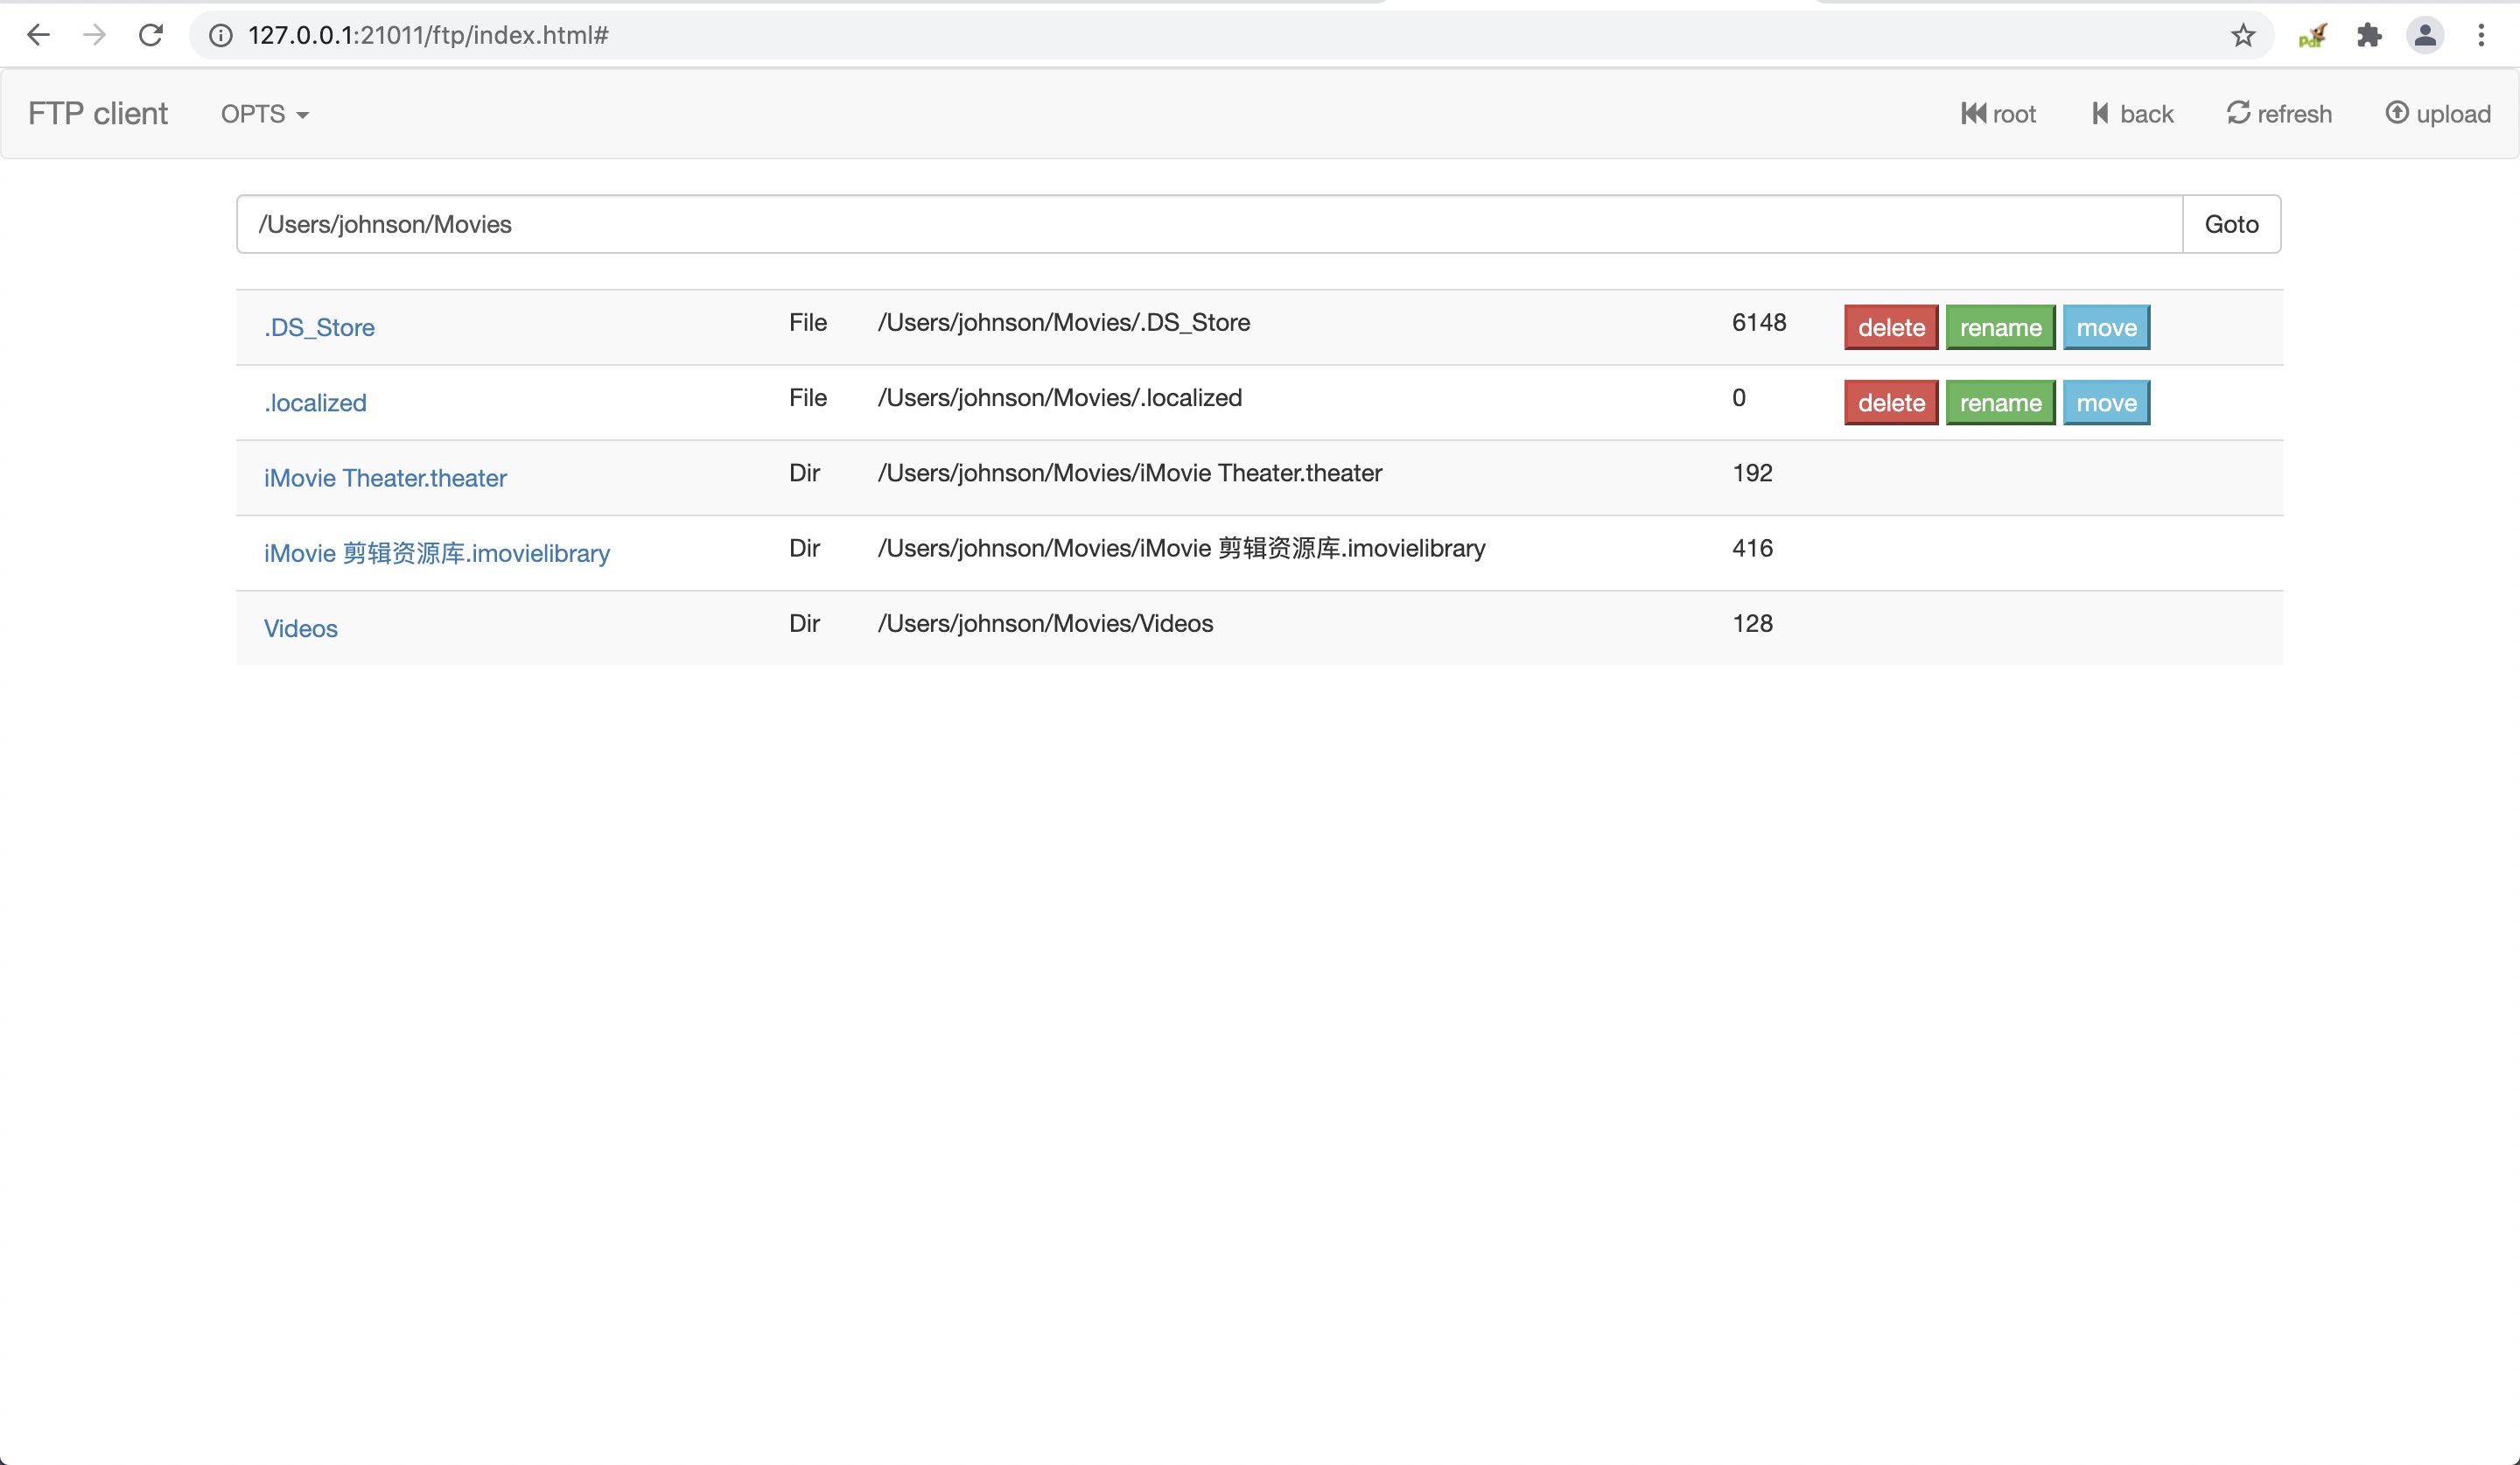 127.0.0.1:21011/ftp/index.html#
pdf
FTP client OPTS root back refresh upload
/Users/johnson/Movies Goto
.DS_Store File /Users/johnson/Movies/.DS_Store 6148 delete rename move
.localized File /Users/johnson/Movies/.localized 0 delete rename move
iMovie Theater.theater Dir /Users/johnson/Movies/iMovie Theater.theater 192
iMovie 剪辑资源库.imovielibrary Dir /Users/johnson/Movies/iMovie 剪辑资源库.imovielibrary 416
Videos Dir /Users/johnson/Movies/Videos 128